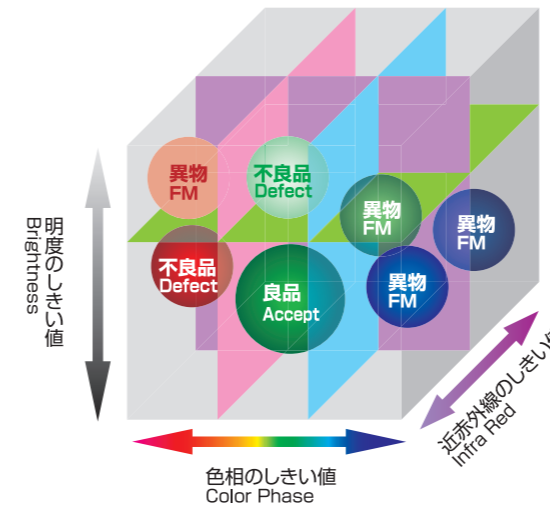 異物
FM
不良品
Defect
異物
FM
異物
FM
不良品
Defect
良品
Accept
異物
FM
明度のしきい値
Brightness
色相のしきい値
Color Phase
近赤外線のしきい値
Infra Red